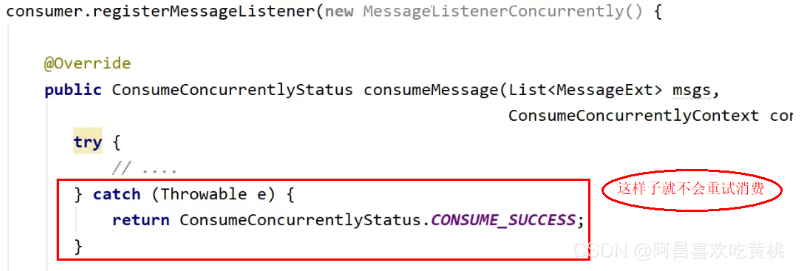 consumer.registerMessageListener(new MessageListenerConcurrently() {
@Override
public ConsumeConcurrentlyStatus consumeMessage(List<MessageExt> msgs,
ConsumeConcurrentlyContext con
try {
// ....
} catch (Throwable e) {
这样子就不会重试消费
return ConsumeConcurrentlyStatus.CONSUME_SUCCESS;
}
CSDN @阿昌喜欢吃黄桃